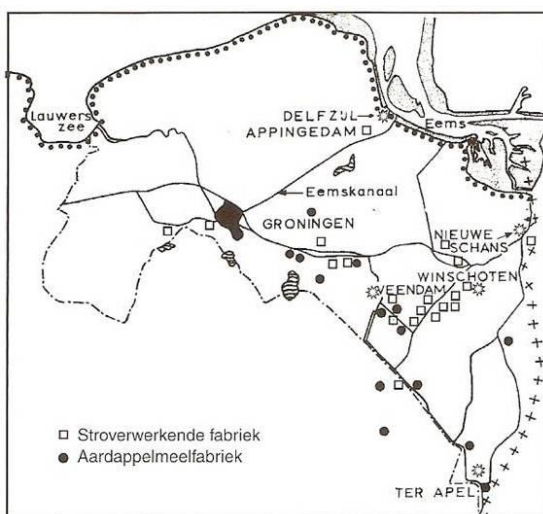 Lauwers
zee
DELFZIJL
APPINGEDAM
Eems
Eemskanaal
GRONINGEN
NIEUWE
SCHANS
WINSCHOTEN
VEENDAM
Stroverwerkende fabriek
Aardappelmeelfabriek
TER APEL